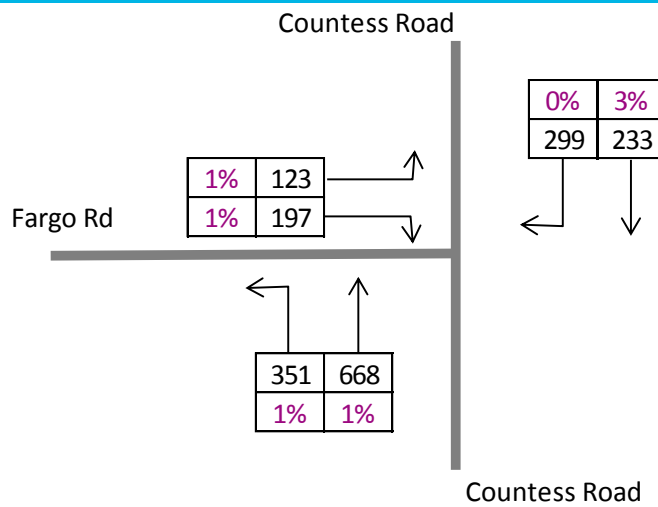 Countess Road
0% 3%
299 233
1% 123
1% 197
Fargo Rd
351 668
1% 1%
Countess Road